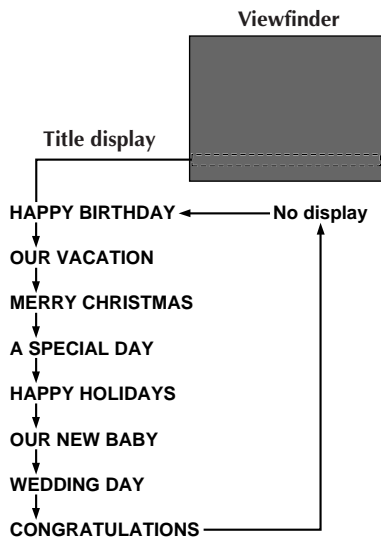 Viewfinder
Title display
HAPPY BIRTHDAY
No display
OUR VACATION
MERRY CHRISTMAS
A SPECIAL DAY
HAPPY HOLIDAYS
OUR NEW BABY
WEDDING DAY
CONGRATULATIONS